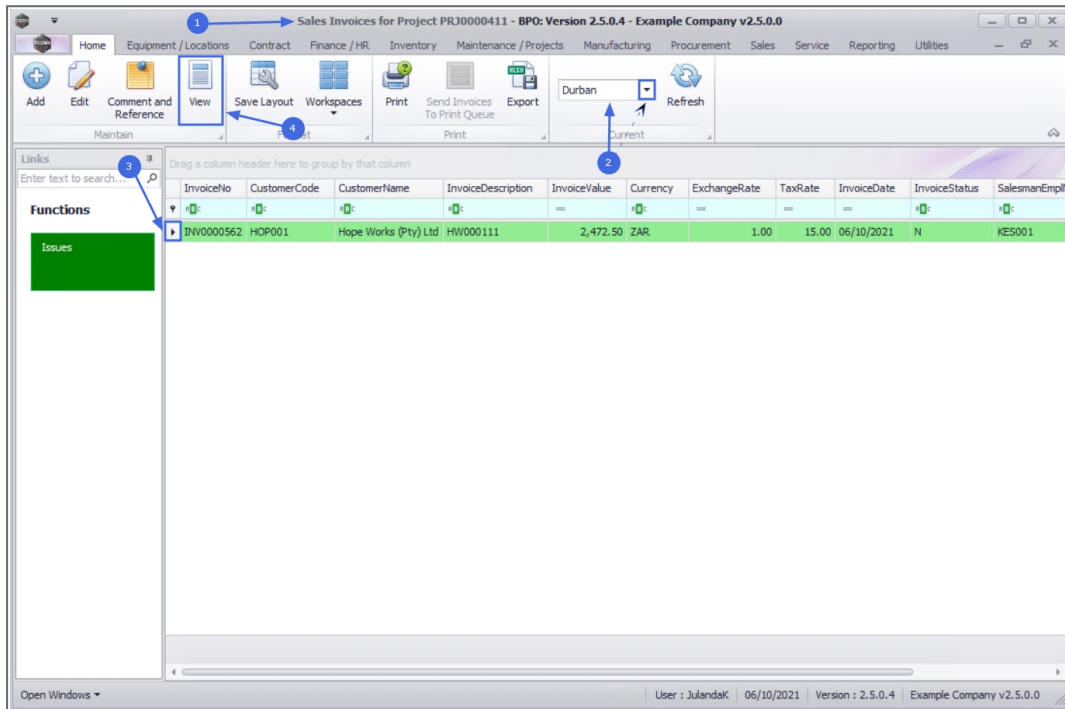 1
Sales Invoices for Project PRJ0000411 - BPO: Version 2.5.0.4 - Example Company v2.5.0.0
Home Equipment / Locations Contract Finance / HR Inventory Maintenance / Projects Manufacturing Procurement Sales Service Reporting Utilities
Add Edit Comment and Reference View Save Layout Workspaces Print Send Invoices To Print Queue Export Durban Refresh
4
Maintain Print Current
2
Links
3
Drag a column header here to group by that column
Enter text to search...
InvoiceNo CustomerCode CustomerName InvoiceDescription InvoiceValue Currency ExchangeRate TaxRate InvoiceDate InvoiceStatus
Functions
INV0000562 HOP001 Hope Works (Pty) Ltd HW000111 2,472.50 ZAR 1.00 15.00 06/10/2021 N KES001
Issues
Open Windows User : JulandaK 06/10/2021 Version : 2.5.0.4 Example Company v2.5.0.0